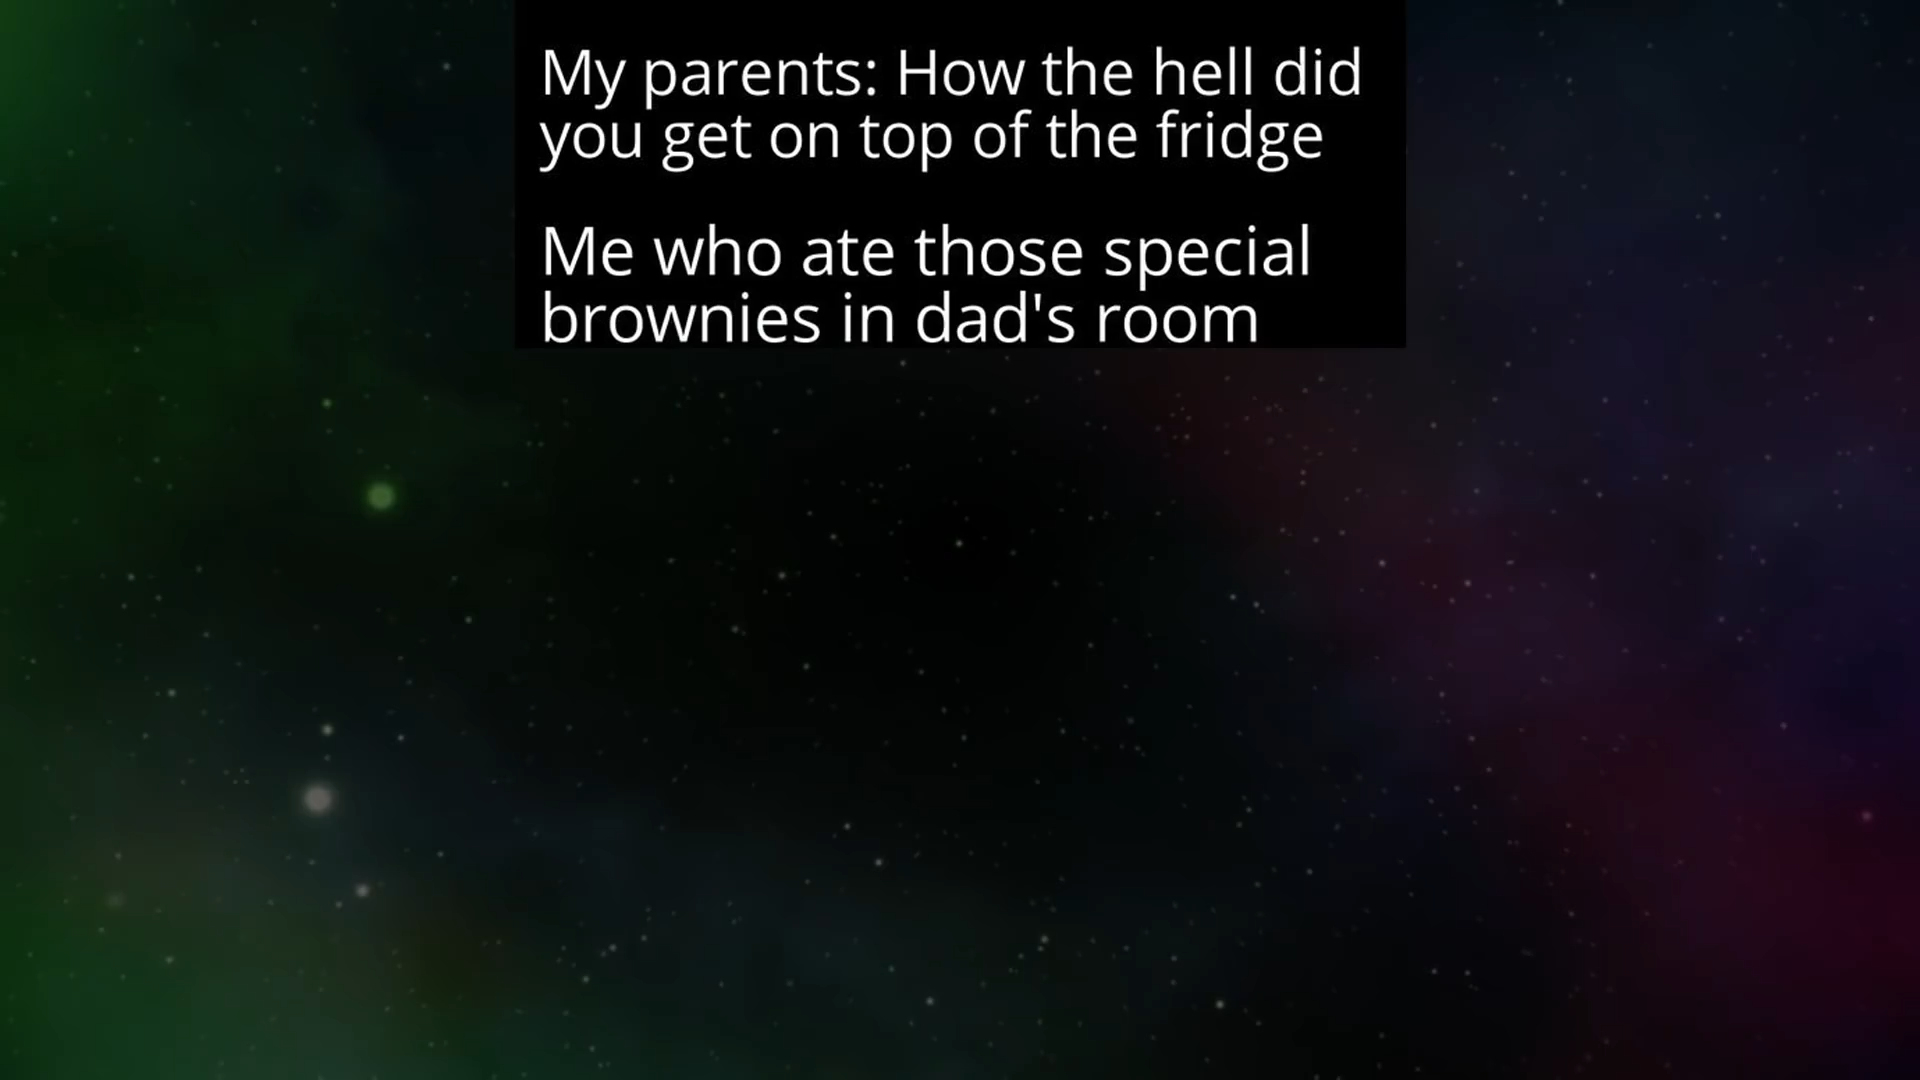 My parents: How the hell did
you get on top of the fridge
Me who ate those special
brownies in dad's room